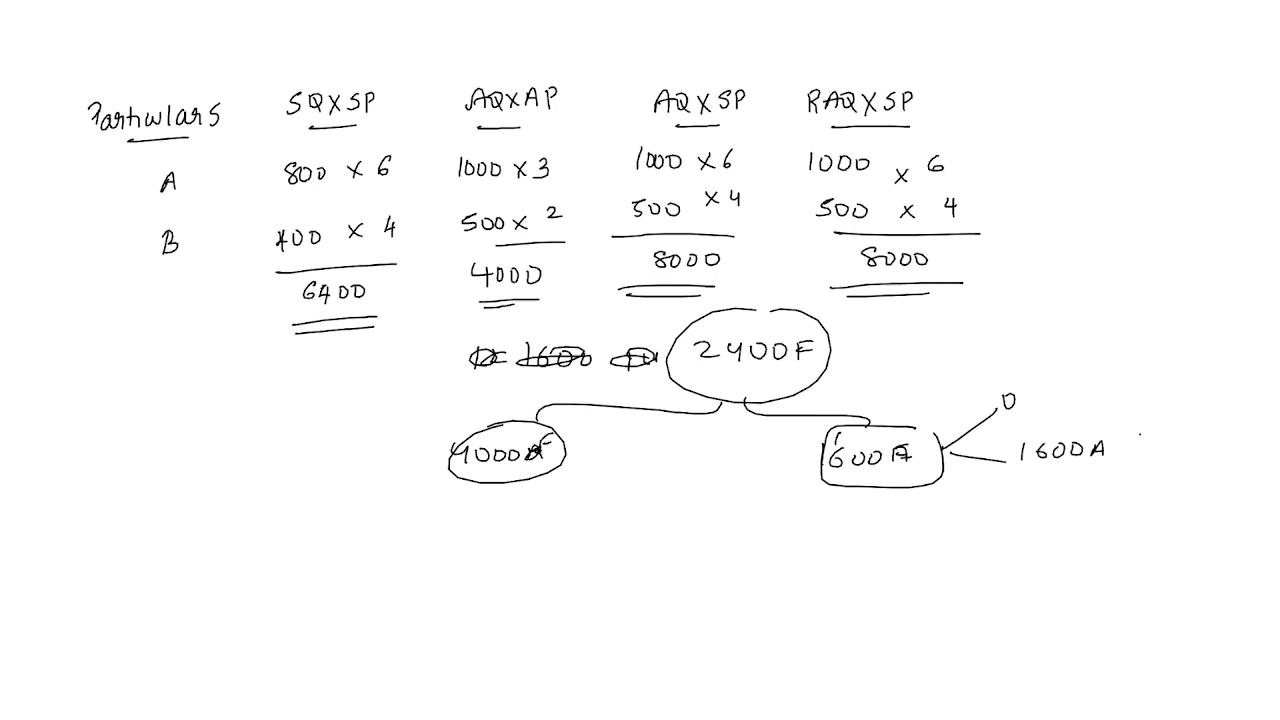 Particulars SQXSP AQXAP AQXSP RAQXSP
A 800 X 6 1000 X 3 1000 X 6 1000 X 6
B 400 X 4 500 X 2 500 X 4 500 X 4
6400 4000 8000 8000
2400F
4000F 1600A 0
1600A